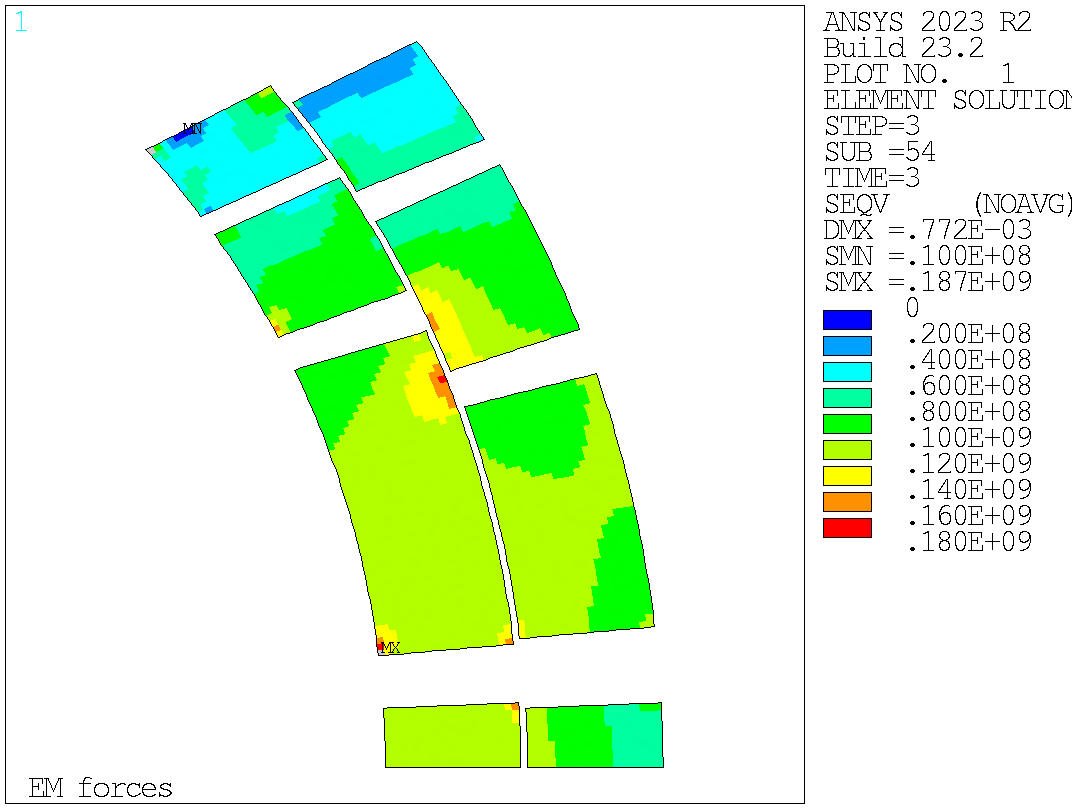 1
ANSYS 2023 R2
Build 23.2
PLOT NO.   1
ELEMENT SOLUTION
STEP=3
SUB =54
TIME=3
SEQV      (NOAVG)
DMX =.772E-03
SMN =.100E+08
SMX =.187E+09
0
.200E+08
.400E+08
.600E+08
.800E+08
.100E+09
.120E+09
.140E+09
.160E+09
.180E+09
MN
MX
EM forces